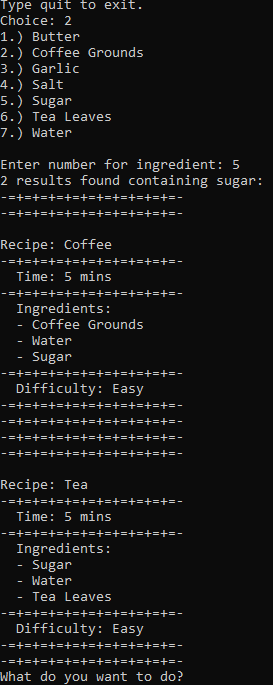 Type quit to exit.
Choice: 2
1.) Butter
2.) Coffee Grounds
3.) Garlic
4.) Salt
5.) Sugar
6.) Tea Leaves
7.) Water

Enter number for ingredient: 5
2 results found containing sugar:
-=+=+=+=+=+=+=+=+=+=+=-
-=+=+=+=+=+=+=+=+=+=+=-

Recipe: Coffee
-=+=+=+=+=+=+=+=+=+=+=-
  Time: 5 mins
-=+=+=+=+=+=+=+=+=+=+=-
  Ingredients:
  - Coffee Grounds
  - Water
  - Sugar
-=+=+=+=+=+=+=+=+=+=+=-
  Difficulty: Easy
-=+=+=+=+=+=+=+=+=+=+=-
-=+=+=+=+=+=+=+=+=+=+=-
-=+=+=+=+=+=+=+=+=+=+=-
-=+=+=+=+=+=+=+=+=+=+=-

Recipe: Tea
-=+=+=+=+=+=+=+=+=+=+=-
  Time: 5 mins
-=+=+=+=+=+=+=+=+=+=+=-
  Ingredients:
  - Sugar
  - Water
  - Tea Leaves
-=+=+=+=+=+=+=+=+=+=+=-
  Difficulty: Easy
-=+=+=+=+=+=+=+=+=+=+=-
-=+=+=+=+=+=+=+=+=+=+=-
What do you want to do?